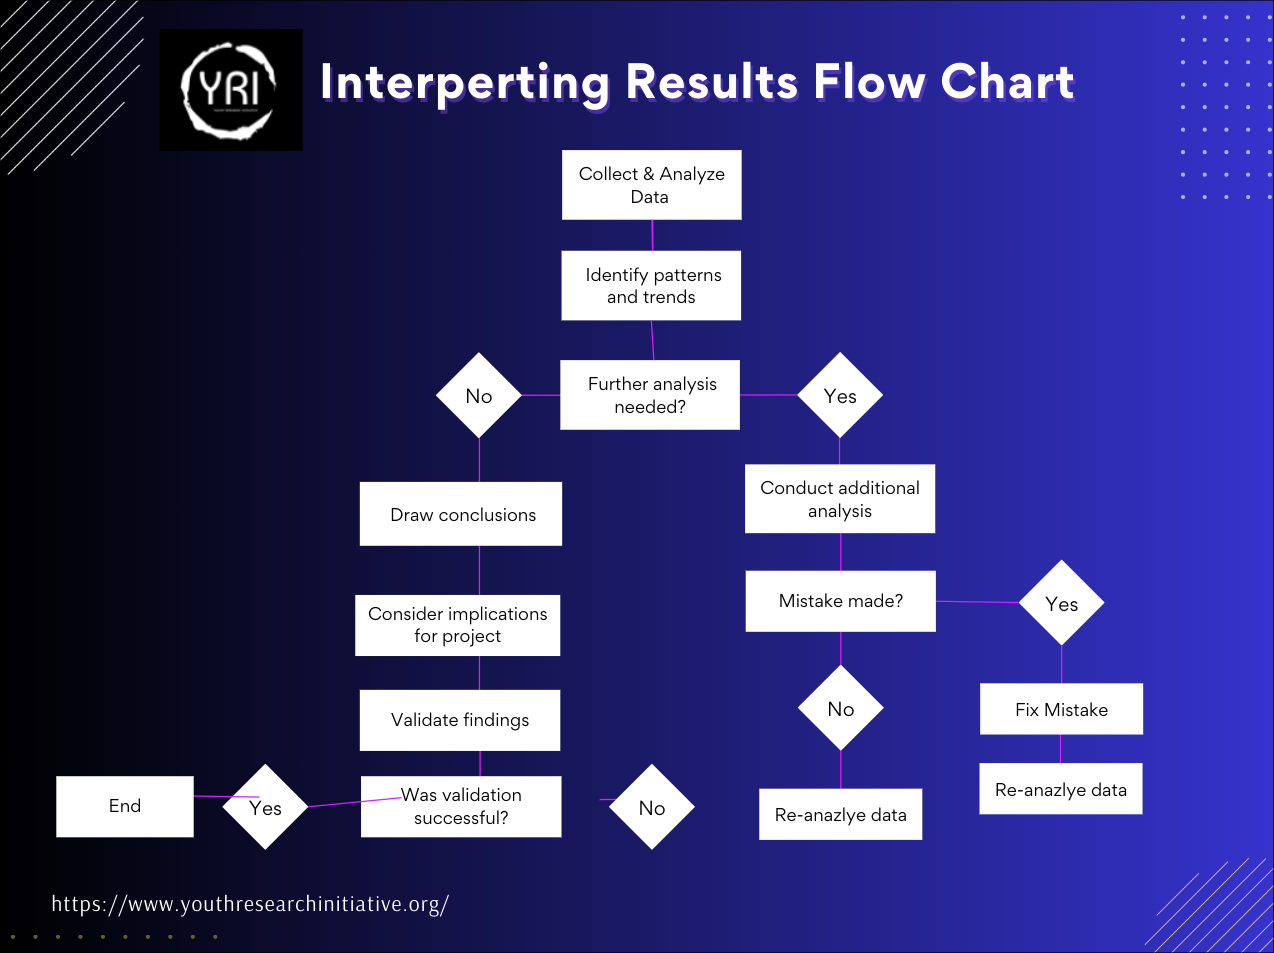 YRI
Interperting Results Flow Chart
Collect & Analyze
Data
Identify patterns
and trends
No
Further analysis
needed?
Yes
Draw conclusions
Conduct additional
analysis
Consider implications
for project
Mistake made?
Yes
Validate findings
No
Fix Mistake
End
Yes
Was validation
successful?
No
Re-anazlye data
Re-anazlye data
https://www.youthresearchinitiative.org/